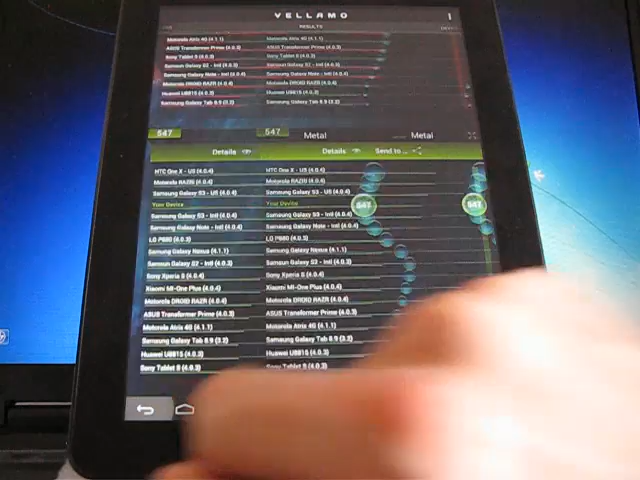 VELLAMO
RESULTS
Motorola Atrix 4G (4.1.1) Motorola Atrix 4G (4.1.1)
ASUS Transformer Prime (4.0.3) ASUS Transformer Prime (4.0.3)
Sony Tablet S (4.0.3) Sony Tablet S (4.0.3)
Samsung Galaxy S2 - Intl (4.0.3) Samsung Galaxy S2 - Intl (4.0.3)
Samsung Galaxy Note - Intl (4.0.4) Samsung Galaxy Note - Intl (4.0.4)
Motorola DROID RAZR (4.0.4) Motorola DROID RAZR (4.0.4)
Huawei U8815 (4.0.3) Huawei U8815 (4.0.3)
Samsung Galaxy Tab 8.9 (3.2) Samsung Galaxy Tab 8.9 (3.2)
547 547 Metal Metal
Details Details Send to...
HTC One X - US (4.0.4) HTC One X - US (4.0.4)
Motorola RAZR i (4.0.4) Motorola RAZR i (4.0.4)
Samsung Galaxy S3 - US (4.0.4) Samsung Galaxy S3 - US (4.0.4)
Your Device Your Device 547 547
Samsung Galaxy S3 - Intl (4.0.4) Samsung Galaxy S3 - Intl (4.0.4)
Samsung Galaxy Note - Intl (4.0.4) Samsung Galaxy Note - Intl (4.0.4)
LG P880 (4.0.3) LG P880 (4.0.3)
Samsung Galaxy Nexus (4.1.1) Samsung Galaxy Nexus (4.1.1)
Samsung Galaxy S2 - Intl (4.0.3) Samsung Galaxy S2 - Intl (4.0.3)
Sony Xperia S (4.0.4) Sony Xperia S (4.0.4)
Xiaomi MI-One Plus (4.0.4) Xiaomi MI-One Plus (4.0.4)
Motorola DROID RAZR (4.0.4) Motorola DROID RAZR (4.0.4)
ASUS Transformer Prime (4.0.3) ASUS Transformer Prime (4.0.3)
Motorola Atrix 4G (4.1.1) Motorola Atrix 4G (4.1.1)
Samsung Galaxy Tab 8.9 (3.2) Samsung Galaxy Tab 8.9 (3.2)
Huawei U8815 (4.0.3) Huawei U8815 (4.0.3)
Sony Tablet S (4.0.3) Sony Tablet S (4.0.3)